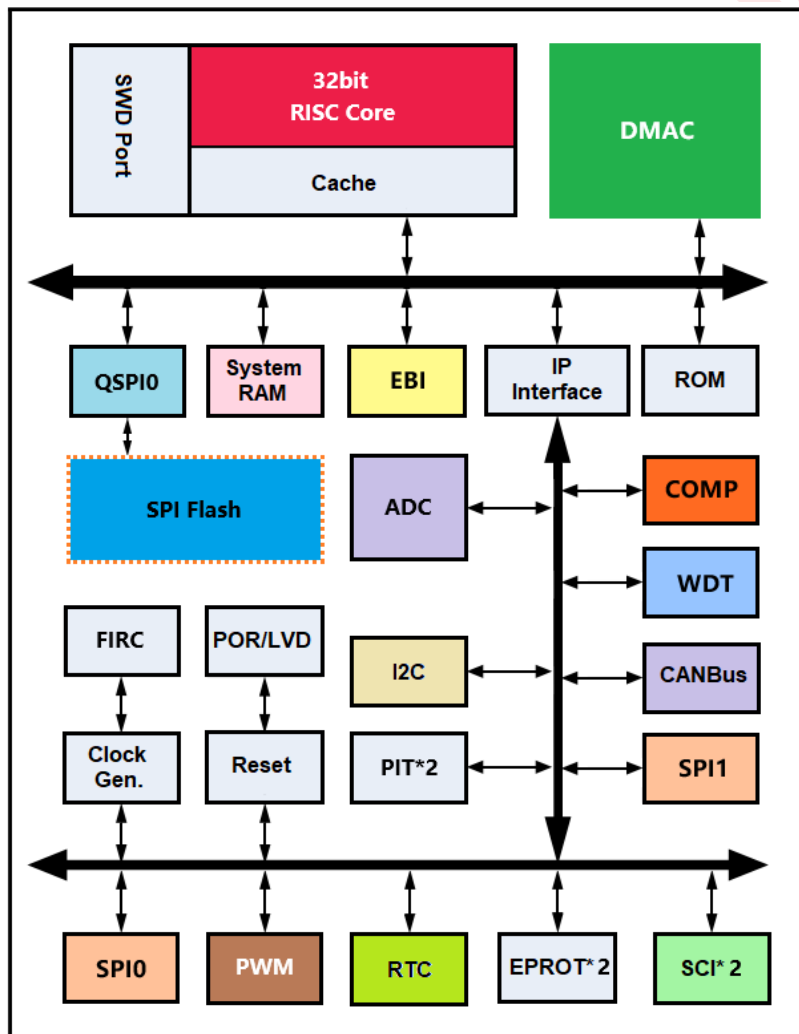 SWD Port
32bit
RISC Core
Cache
DMAC
QSPI0
System
RAM
EBI
IP
Interface
ROM
SPI Flash
ADC
COMP
WDT
FIRC
POR/LVD
I2C
CANBus
Clock
Gen.
Reset
PIT*2
SPI1
SPI0
PWM
RTC
EPROT*2
SCI*2